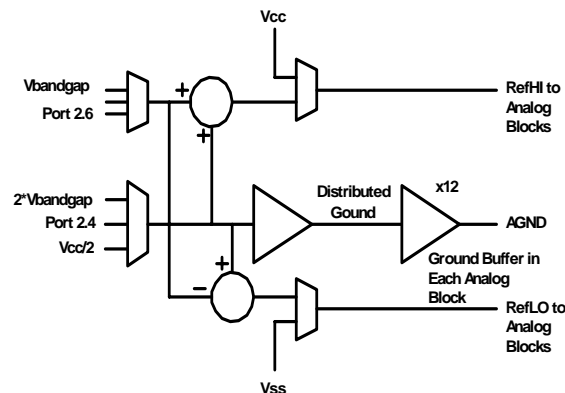 Vcc
Vbandgap
Port 2.6
+
+
RefHI to
Analog
Blocks
2*Vbandgap
Port 2.4
Vcc/2
Distributed
Gound
x12
AGND
Ground Buffer in
Each Analog
Block
+
–
RefLO to
Analog
Blocks
Vss